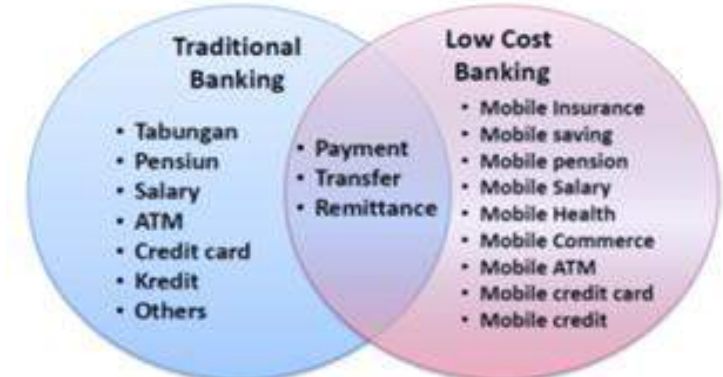 Traditional
Banking
• Tabungan
• Pensiun
• Salary
• ATM
• Credit card
• Kredit
• Others
• Payment
• Transfer
• Remittance
Low Cost
Banking
• Mobile Insurance
• Mobile saving
• Mobile pension
• Mobile Salary
• Mobile Health
• Mobile Commerce
• Mobile ATM
• Mobile credit card
• Mobile credit